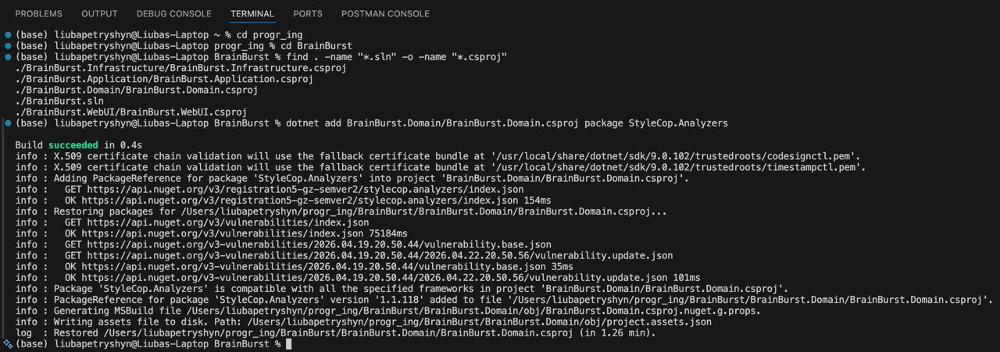 PROBLEMS OUTPUT DEBUG CONSOLE TERMINAL PORTS POSTMAN CONSOLE
(base) liubapetryshyn@Liubas-Laptop ~ % cd progr_ing
(base) liubapetryshyn@Liubas-Laptop progr_ing % cd BrainBurst
(base) liubapetryshyn@Liubas-Laptop BrainBurst % find . -name "*.sln" -o -name "*.csproj"
./BrainBurst.Infrastructure/BrainBurst.Infrastructure.csproj
./BrainBurst.Application/BrainBurst.Application.csproj
./BrainBurst.Domain/BrainBurst.Domain.csproj
./BrainBurst.sln
./BrainBurst.WebUI/BrainBurst.WebUI.csproj
(base) liubapetryshyn@Liubas-Laptop BrainBurst % dotnet add BrainBurst.Domain/BrainBurst.Domain.csproj package StyleCop.Analyzers
Build succeeded in 0.4s
info : X.509 certificate chain validation will use the fallback certificate bundle at '/usr/local/share/dotnet/sdk/9.0.102/trustedroots/codesignctl.pem'.
info : X.509 certificate chain validation will use the fallback certificate bundle at '/usr/local/share/dotnet/sdk/9.0.102/trustedroots/timestampctl.pem'.
info : Adding PackageReference for package 'StyleCop.Analyzers' into project 'BrainBurst.Domain/BrainBurst.Domain.csproj'.
info :   GET https://api.nuget.org/v3/registration5-gz-semver2/stylecop.analyzers/index.json
info :   OK https://api.nuget.org/v3/registration5-gz-semver2/stylecop.analyzers/index.json 154ms
info : Restoring packages for /Users/liubapetryshyn/progr_ing/BrainBurst/BrainBurst.Domain/BrainBurst.Domain.csproj...
info :   GET https://api.nuget.org/v3/vulnerabilities/index.json
info :   OK https://api.nuget.org/v3/vulnerabilities/index.json 75184ms
info :   GET https://api.nuget.org/v3-vulnerabilities/2026.04.19.20.50.44/vulnerability.base.json
info :   GET https://api.nuget.org/v3-vulnerabilities/2026.04.19.20.50.44/2026.04.22.20.50.56/vulnerability.update.json
info :   OK https://api.nuget.org/v3-vulnerabilities/2026.04.19.20.50.44/vulnerability.base.json 35ms
info :   OK https://api.nuget.org/v3-vulnerabilities/2026.04.19.20.50.44/2026.04.22.20.50.56/vulnerability.update.json 101ms
info : Package 'StyleCop.Analyzers' is compatible with all the specified frameworks in project 'BrainBurst.Domain/BrainBurst.Domain.csproj'.
info : PackageReference for package 'StyleCop.Analyzers' version '1.1.118' added to file '/Users/liubapetryshyn/progr_ing/BrainBurst/BrainBurst.Domain/BrainBurst.Domain.csproj'.
info : Generating MSBuild file /Users/liubapetryshyn/progr_ing/BrainBurst/BrainBurst.Domain/obj/BrainBurst.Domain.csproj.nuget.g.props.
info : Writing assets file to disk. Path: /Users/liubapetryshyn/progr_ing/BrainBurst/BrainBurst.Domain/obj/project.assets.json
log  : Restored /Users/liubapetryshyn/progr_ing/BrainBurst/BrainBurst.Domain/BrainBurst.Domain.csproj (in 1.26 min).
(base) liubapetryshyn@Liubas-Laptop BrainBurst %